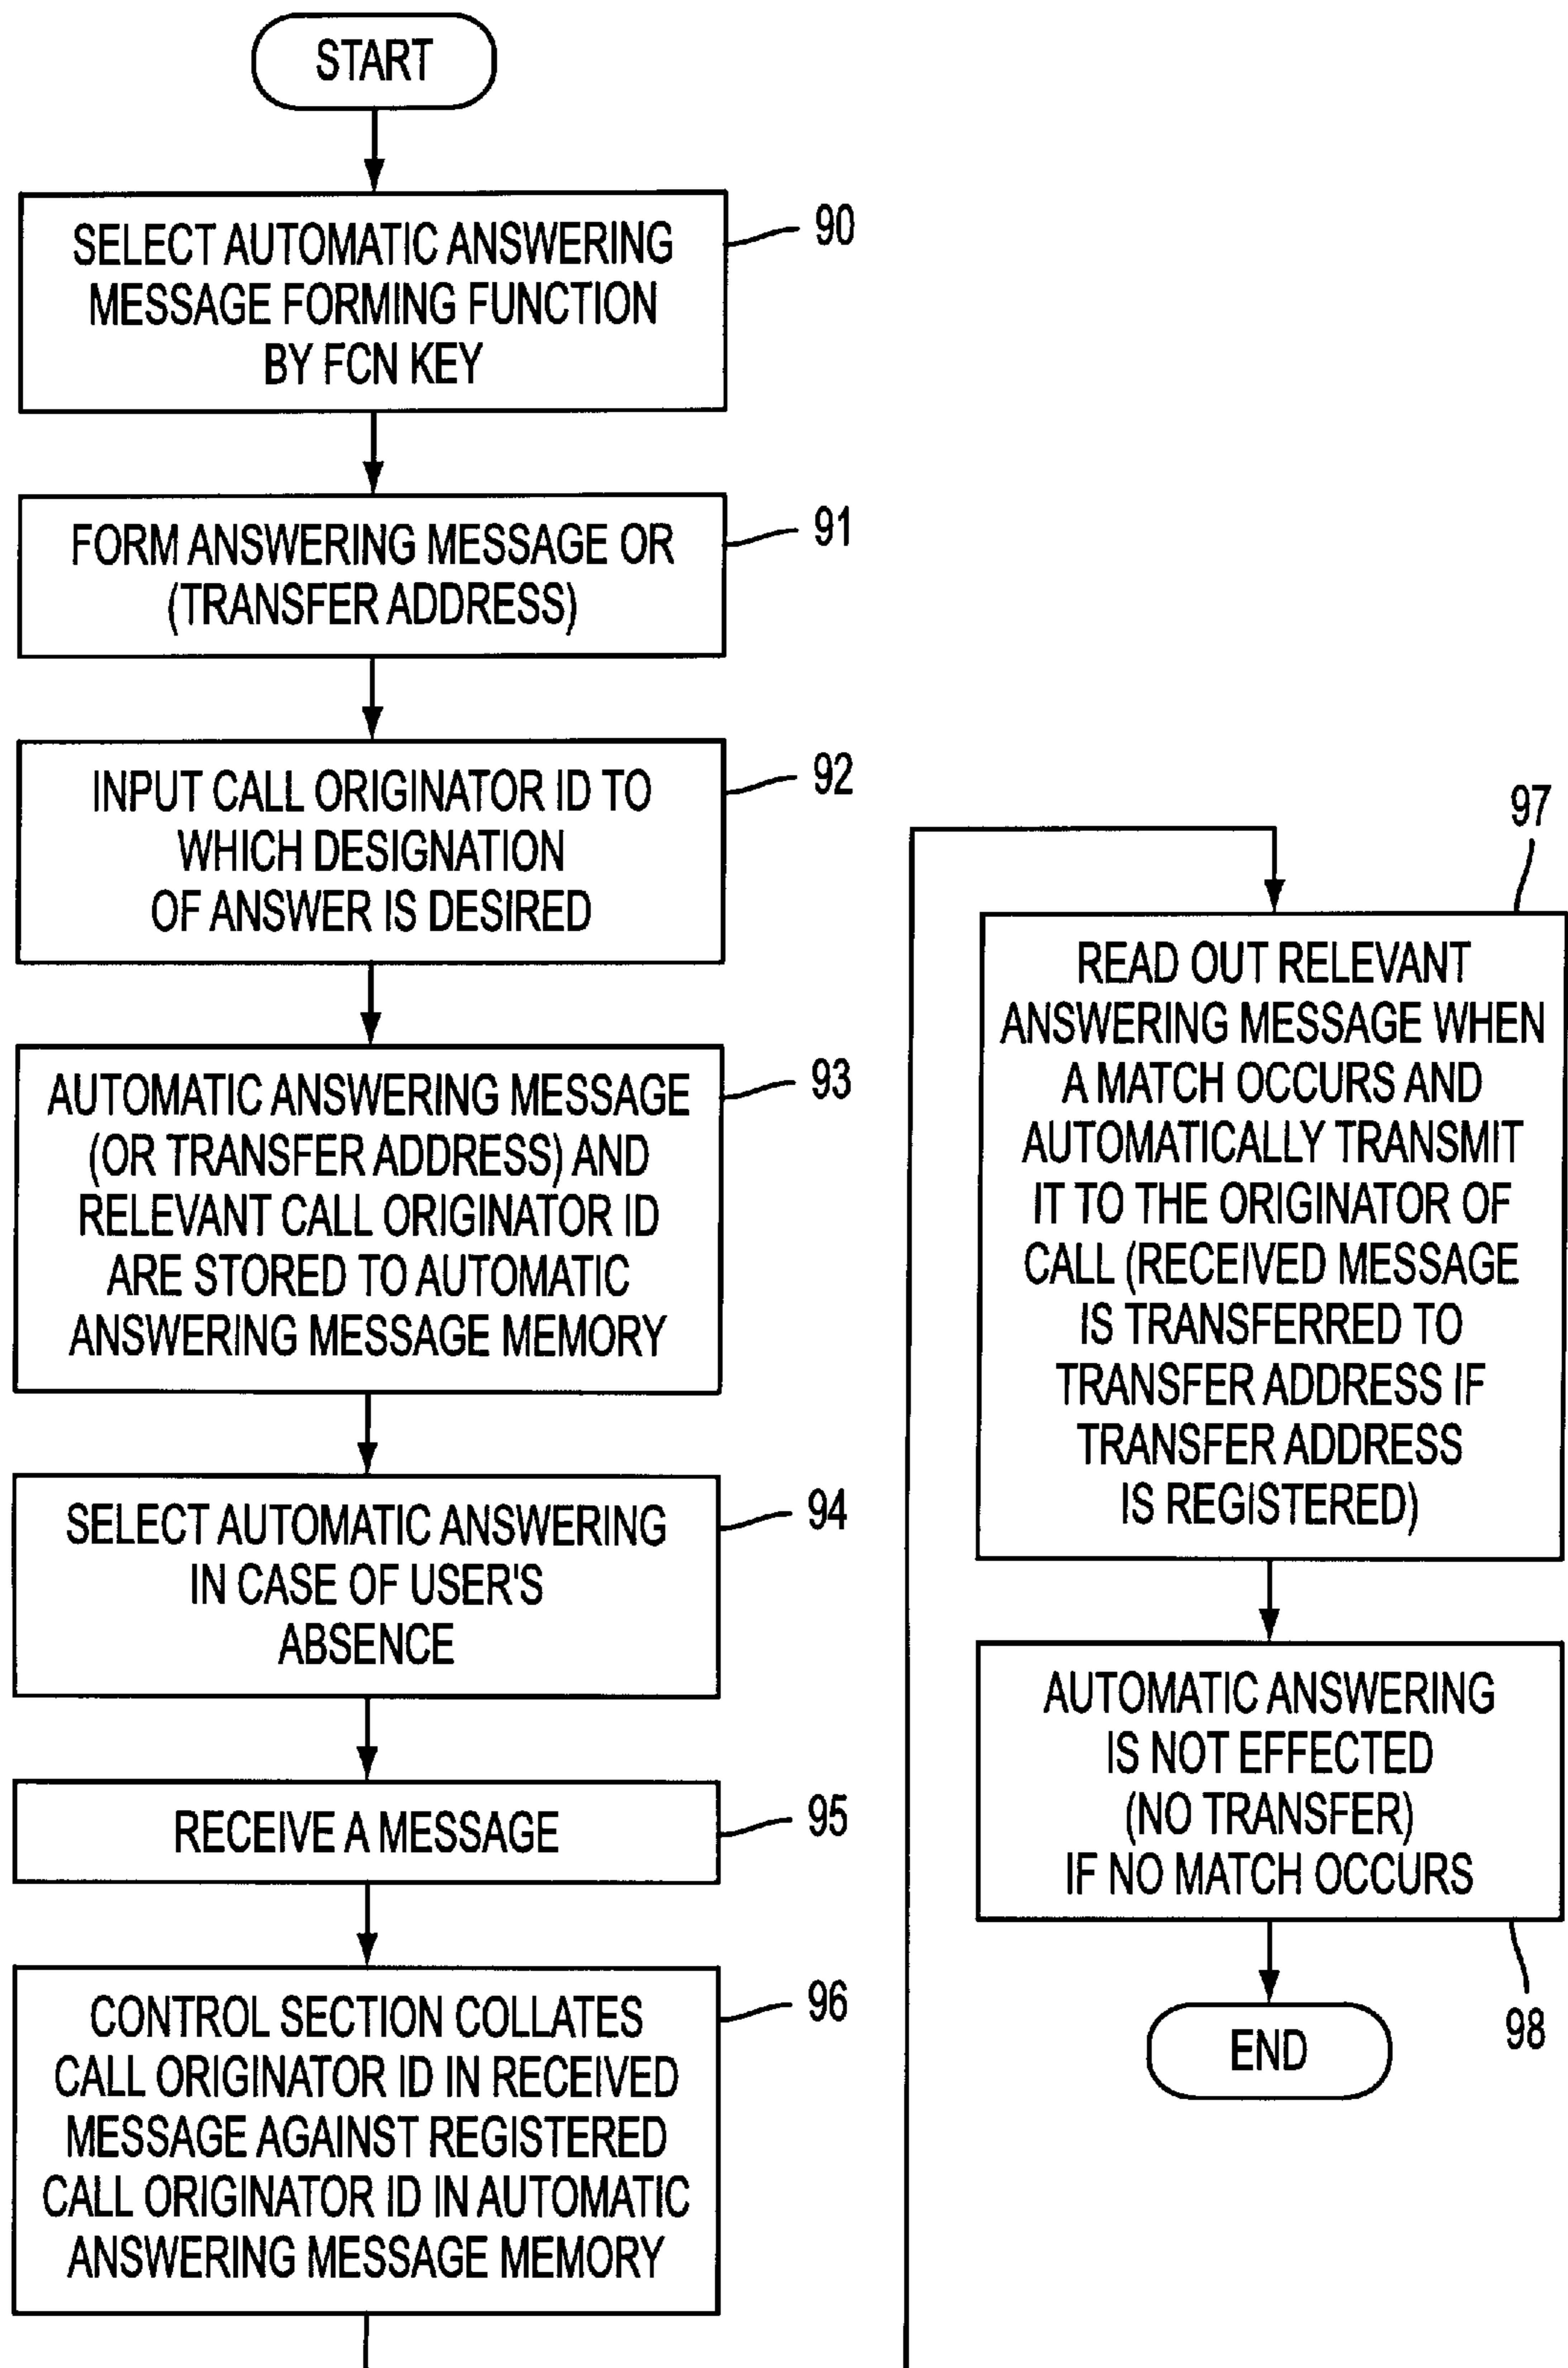 START
SELECT AUTOMATIC ANSWERING
MESSAGE FORMING FUNCTION
BY FCN KEY
90
FORM ANSWERING MESSAGE OR
(TRANSFER ADDRESS)
91
INPUT CALL ORIGINATOR ID TO
WHICH DESIGNATION
OF ANSWER IS DESIRED
92
AUTOMATIC ANSWERING MESSAGE
(OR TRANSFER ADDRESS) AND
RELEVANT CALL ORIGINATOR ID
ARE STORED TO AUTOMATIC
ANSWERING MESSAGE MEMORY
93
SELECT AUTOMATIC ANSWERING
IN CASE OF USER'S
ABSENCE
94
RECEIVE A MESSAGE
95
CONTROL SECTION COLLATES
CALL ORIGINATOR ID IN RECEIVED
MESSAGE AGAINST REGISTERED
CALL ORIGINATOR ID IN AUTOMATIC
ANSWERING MESSAGE MEMORY
96
97
READ OUT RELEVANT
ANSWERING MESSAGE WHEN
A MATCH OCCURS AND
AUTOMATICALLY TRANSMIT
IT TO THE ORIGINATOR OF
CALL (RECEIVED MESSAGE
IS TRANSFERRED TO
TRANSFER ADDRESS IF
TRANSFER ADDRESS
IS REGISTERED)
AUTOMATIC ANSWERING
IS NOT EFFECTED
(NO TRANSFER)
IF NO MATCH OCCURS
98
END